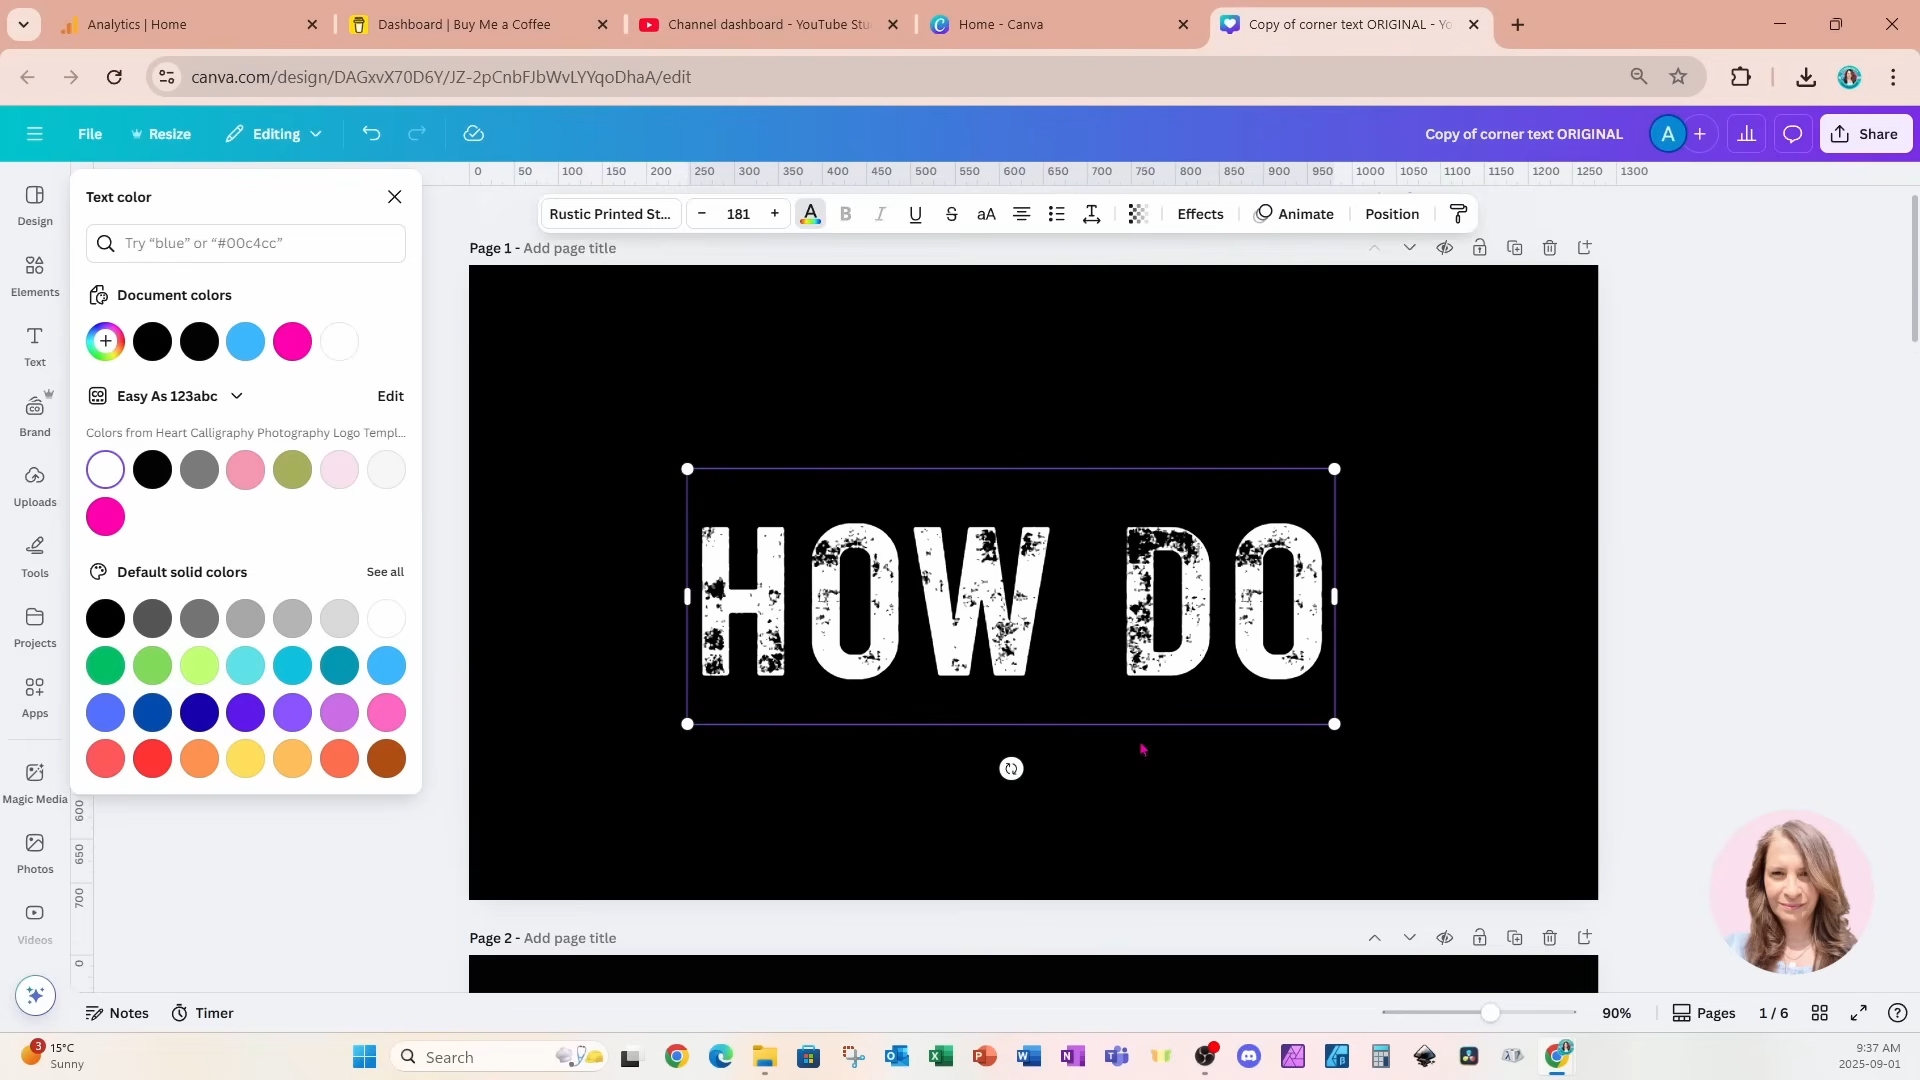 Analytics | Home
Dashboard | Buy Me a Coffee
Channel dashboard - YouTube Stu
Home - Canva
Copy of corner text ORIGINAL - Yo
canva.com/design/DAGxvX70D6Y/JZ-2pCnbFJbWvLYYqoDhaA/edit
File
Resize
Editing
Copy of corner text ORIGINAL
A
Share
0 50 100 150 200 250 300 350 400 450 500 550 600 650 700 750 800 850 900 950 1000 1050 1100 1150 1200 1250 1300
Design
Elements
Text
Brand
Uploads
Tools
Projects
Apps
Magic Media
Photos
Videos
Text color
Try “blue” or “#00c4cc”
Document colors
Easy As 123abc
Edit
Colors from Heart Calligraphy Photography Logo Templ...
Default solid colors
See all
Rustic Printed St...
– 181 +
A B I U S aA
Effects
Animate
Position
Page 1 - Add page title
HOW DO
600
650
700
0
Page 2 - Add page title
Notes
Timer
90%
Pages
1 / 6
3
15°C
Sunny
Search
9:37 AM
2025-09-01